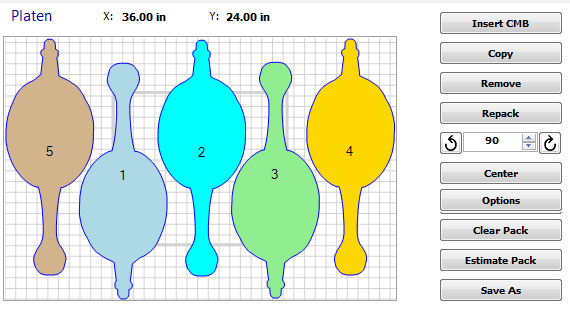 Platen X: 36.00 in Y: 24.00 in
Insert CMB
Copy
Remove
Repack
90
Center
Options
Clear Pack
Estimate Pack
Save As
5
1
2
3
4